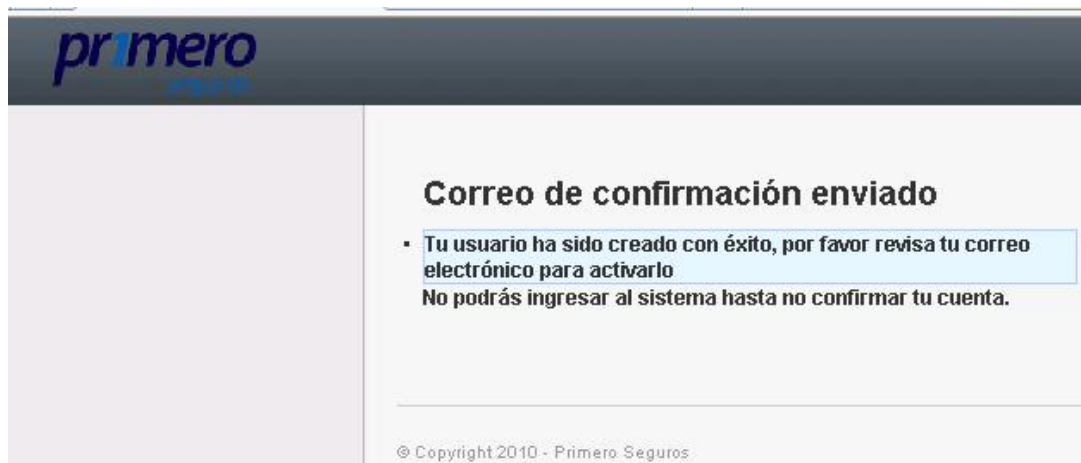 pr1mero
seguros
Correo de confirmación enviado
Tu usuario ha sido creado con éxito, por favor revisa tu correo
electrónico para activarlo
No podrás ingresar al sistema hasta no confirmar tu cuenta.
© Copyright 2010 - Primero Seguros